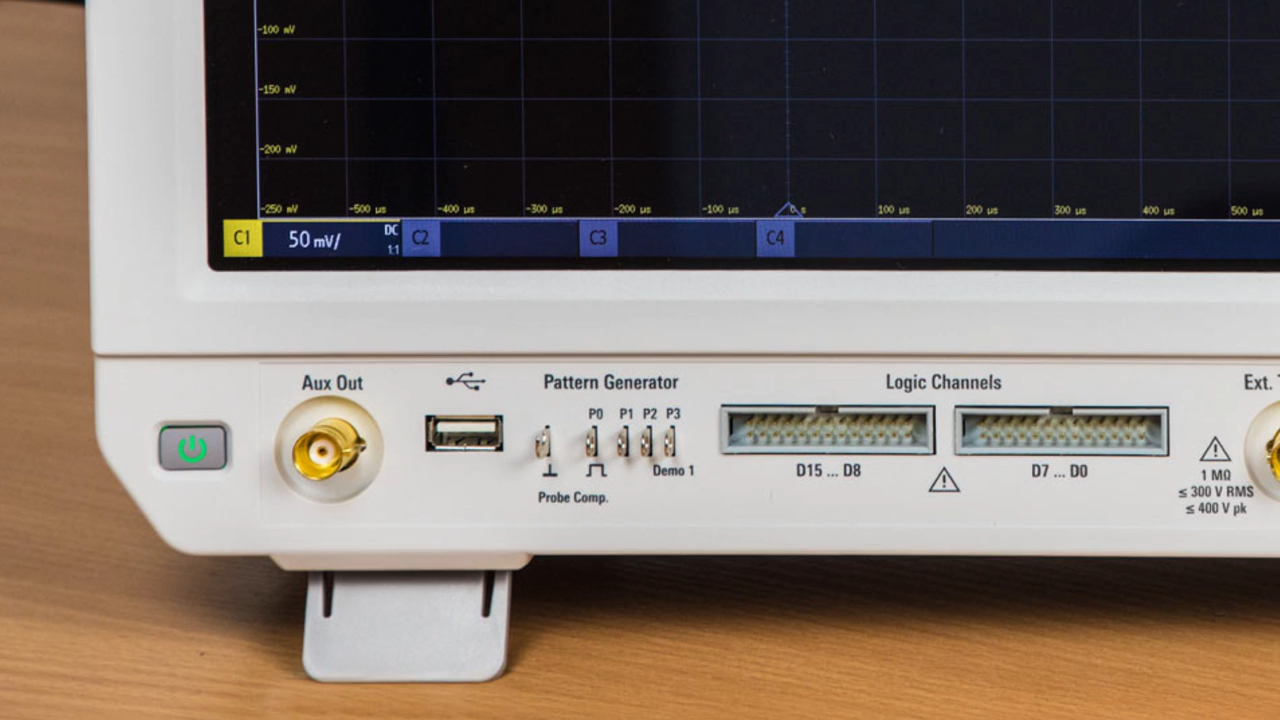 -100 mV
-150 mV
-200 mV
-250 mV -500 µs -400 µs -300 µs -200 µs -100 µs 0 s 100 µs 200 µs 300 µs 400 µs 500 µs
C1 50 mV/ DC 1:1 C2 C3 C4
Aux Out Pattern Generator Logic Channels Ext.
P0 P1 P2 P3
Demo 1 D15 ... D8 D7 ... D0 1 MΩ
Probe Comp. ≤ 300 V RMS
≤ 400 V pk